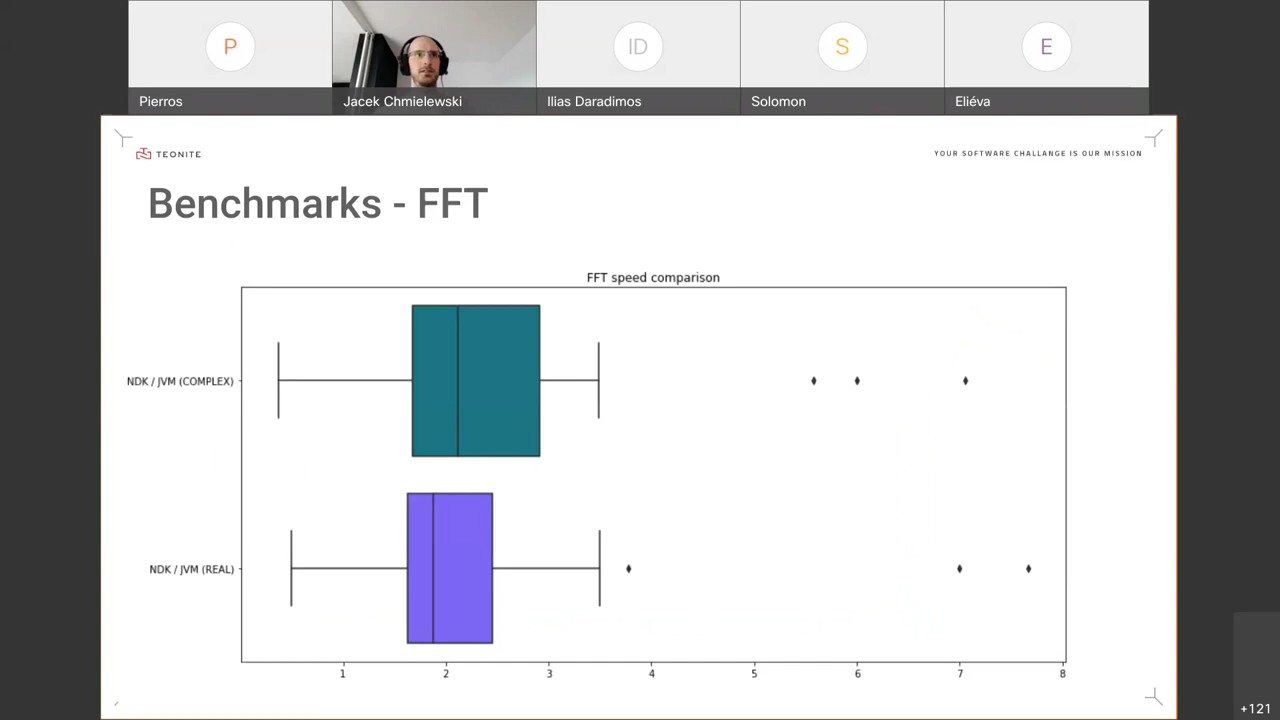 P
ID
S
E
Pierros
Jacek Chmielewski
Ilias Daradimos
Solomon
Eliéva
TEONITE
YOUR SOFTWARE CHALLANGE IS OUR MISSION
Benchmarks - FFT
FFT speed comparison
NDK / JVM (COMPLEX)
NDK / JVM (REAL)
1 2 3 4 5 6 7 8
+121